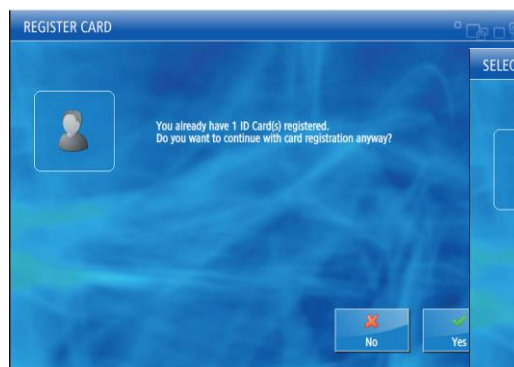 REGISTER CARD
SELEC
You already have 1 ID Card(s) registered.
Do you want to continue with card registration anyway?
No
Yes